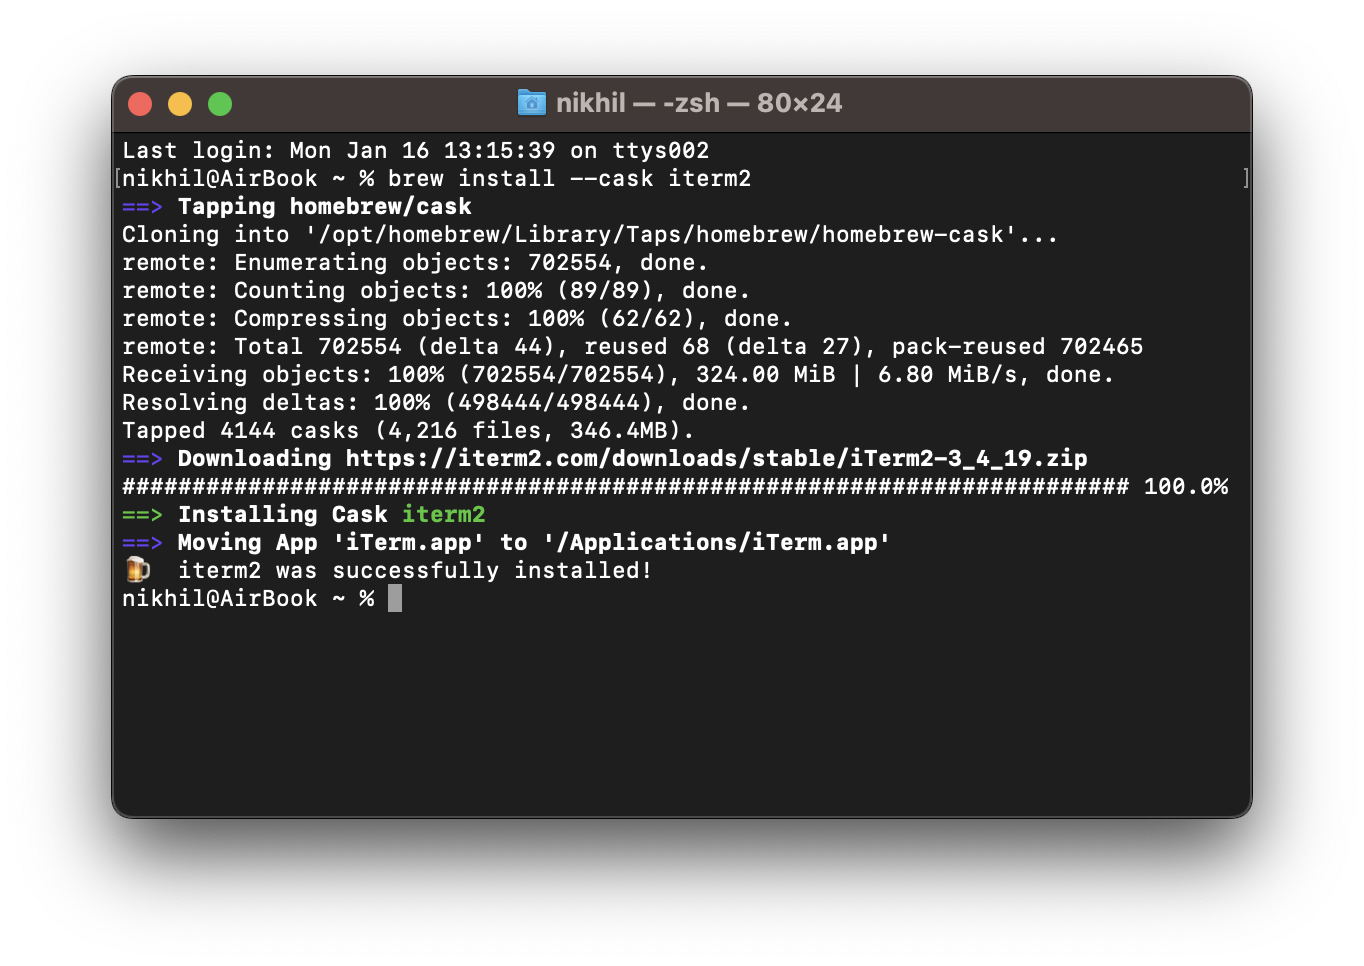 nikhil — -zsh — 80×24
Last login: Mon Jan 16 13:15:39 on ttys002
[nikhil@AirBook ~ % brew install --cask iterm2 ]
==> Tapping homebrew/cask
Cloning into '/opt/homebrew/Library/Taps/homebrew/homebrew-cask'...
remote: Enumerating objects: 702554, done.
remote: Counting objects: 100% (89/89), done.
remote: Compressing objects: 100% (62/62), done.
remote: Total 702554 (delta 44), reused 68 (delta 27), pack-reused 702465
Receiving objects: 100% (702554/702554), 324.00 MiB | 6.80 MiB/s, done.
Resolving deltas: 100% (498444/498444), done.
Tapped 4144 casks (4,216 files, 346.4MB).
==> Downloading https://iterm2.com/downloads/stable/iTerm2-3_4_19.zip
######################################################################## 100.0%
==> Installing Cask iterm2
==> Moving App 'iTerm.app' to '/Applications/iTerm.app'
🍺  iterm2 was successfully installed!
nikhil@AirBook ~ %